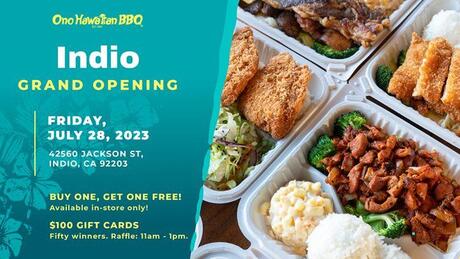 Ono Hawaiian BBQ
Indio
GRAND OPENING
FRIDAY,
JULY 28, 2023
42560 JACKSON ST,
INDIO, CA 92203
BUY ONE, GET ONE FREE!
Available in-store only!
$100 GIFT CARDS
Fifty winners. Raffle: 11am - 1pm.